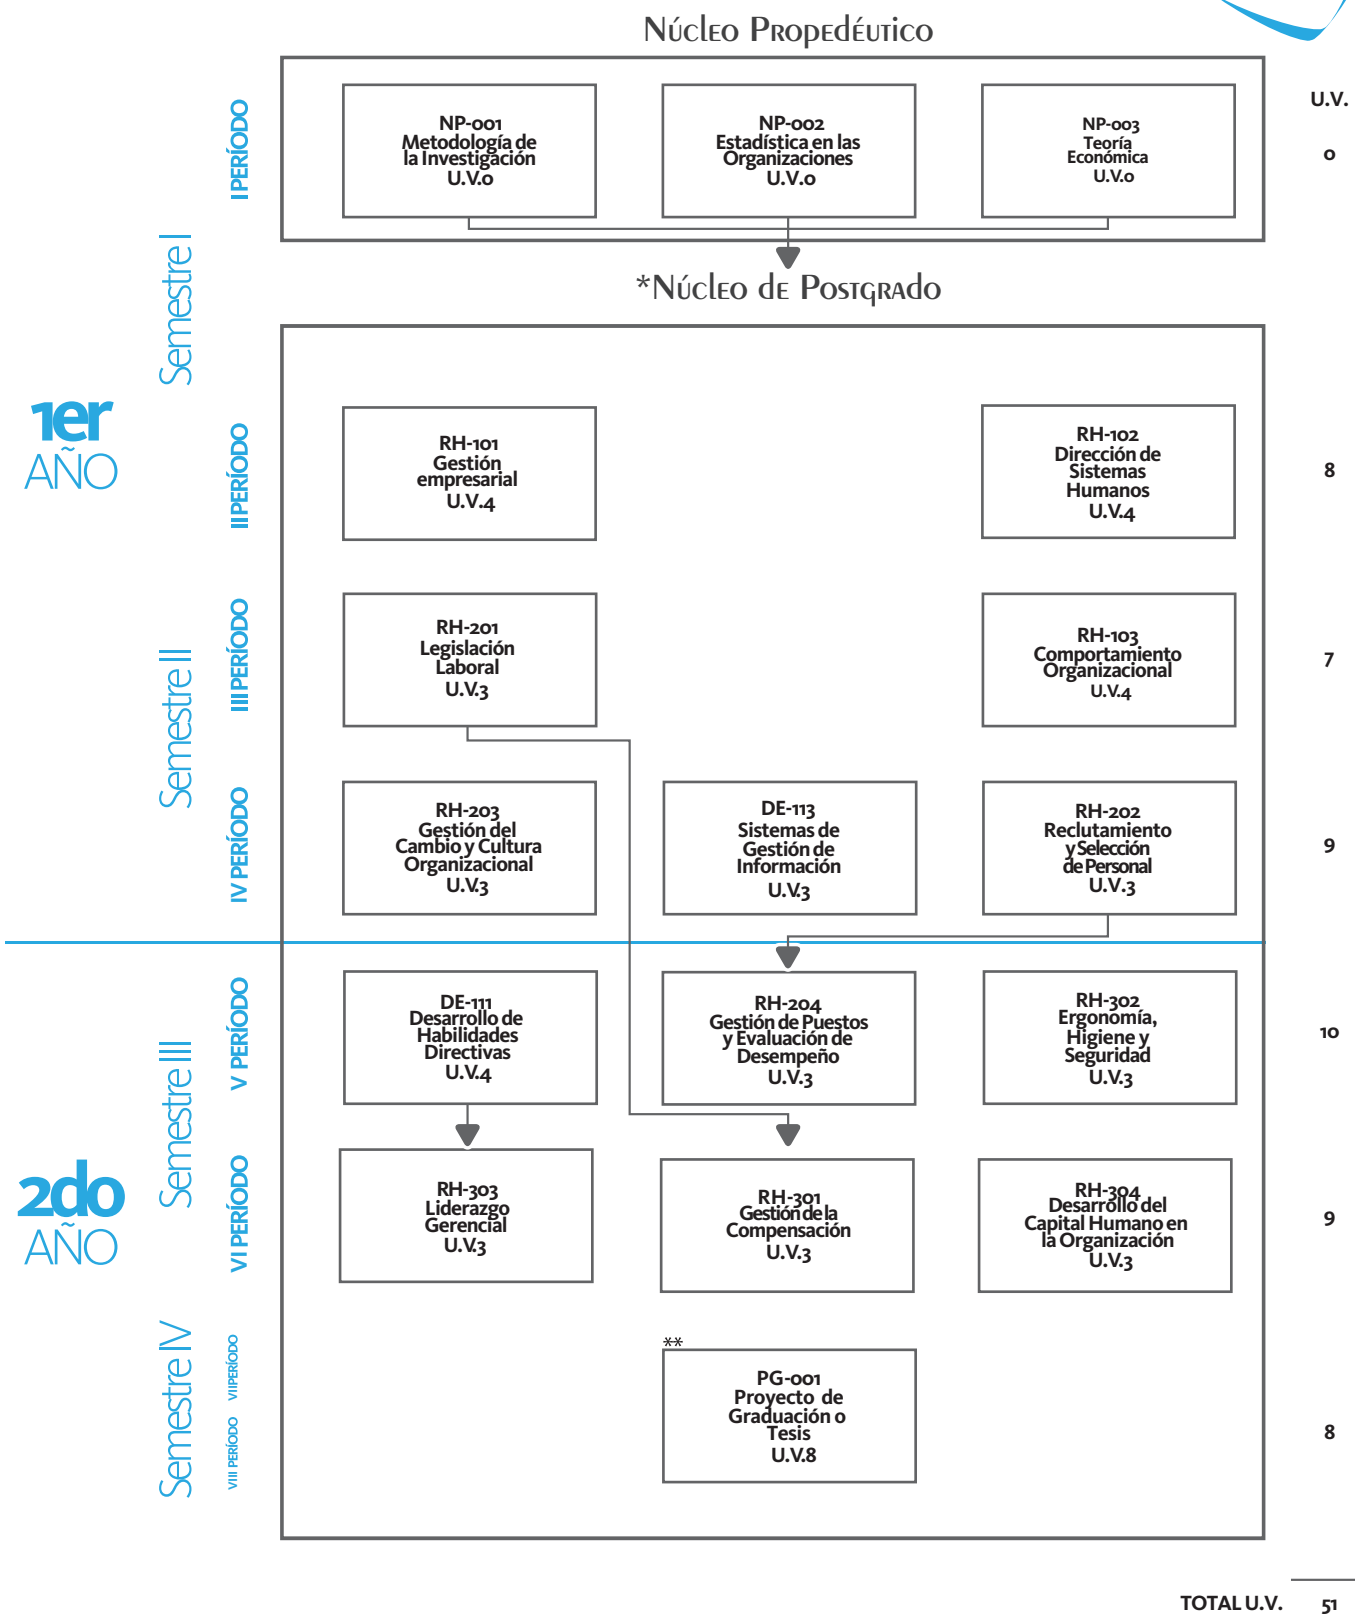 Núcleo Propedéutico
U.V.
I PERÍODO
NP-001
Metodología de
la Investigación
U.V.0
NP-002
Estadística en las
Organizaciones
U.V.0
NP-003
Teoría
Económica
U.V.0
0
Semestre I
*Núcleo de Postgrado
1er
AÑO
II PERÍODO
RH-101
Gestión
empresarial
U.V.4
RH-102
Dirección de
Sistemas
Humanos
U.V.4
8
Semestre II
III PERÍODO
RH-201
Legislación
Laboral
U.V.3
RH-103
Comportamiento
Organizacional
U.V.4
7
IV PERÍODO
RH-203
Gestión del
Cambio y Cultura
Organizacional
U.V.3
DE-113
Sistemas de
Gestión de
Información
U.V.3
RH-202
Reclutamiento
y Selección
de Personal
U.V.3
9
2do
AÑO
Semestre III
V PERÍODO
DE-111
Desarrollo de
Habilidades
Directivas
U.V.4
RH-204
Gestión de Puestos
y Evaluación de
Desempeño
U.V.3
RH-302
Ergonomía,
Higiene y
Seguridad
U.V.3
10
VI PERÍODO
RH-303
Liderazgo
Gerencial
U.V.3
RH-301
Gestión de la
Compensación
U.V.3
RH-304
Desarrollo del
Capital Humano en
la Organización
U.V.3
9
Semestre IV
VII PERÍODO
VIII PERÍODO
**
PG-001
Proyecto de
Graduación o
Tesis
U.V.8
8
TOTAL U.V. 51